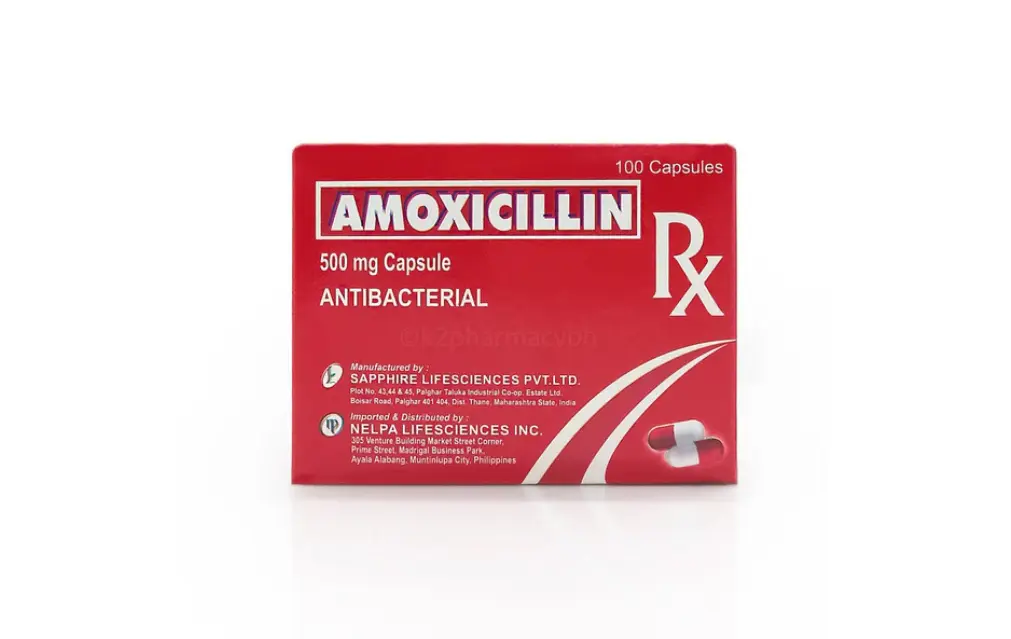 100 Capsules
AMOXICILLIN
Rx
500 mg Capsule
ANTIBACTERIAL
©k2pharmacybh
Manufactured by :
SAPPHIRE LIFESCIENCES PVT.LTD.
Plot No. 43,44 & 45, Palghar Taluka Industrial Co-op. Estate Ltd.
Boisar Road, Palghar 401 404, Dist. Thane, Maharashtra State, India
Imported & Distributed by :
NELPA LIFESCIENCES INC.
305 Venture Building Market Street Corner,
Prime Street, Madrigal Business Park,
Ayala Alabang, Muntinlupa City, Philippines